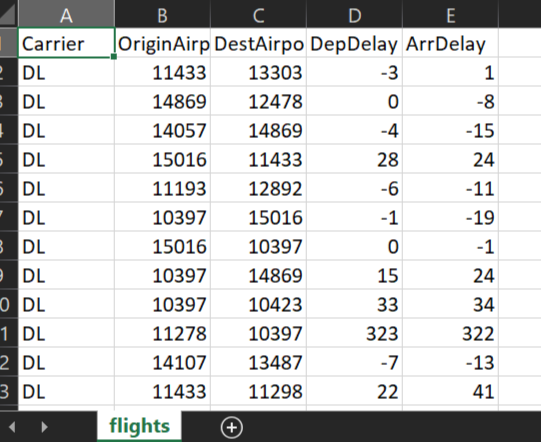 A B C D E
Carrier OriginAirp DestAirpo DepDelay ArrDelay
2 DL 11433 13303 -3 1
3 DL 14869 12478 0 -8
4 DL 14057 14869 -4 -15
5 DL 15016 11433 28 24
6 DL 11193 12892 -6 -11
7 DL 10397 15016 -1 -19
8 DL 15016 10397 0 -1
9 DL 10397 14869 15 24
0 DL 10397 10423 33 34
1 DL 11278 10397 323 322
2 DL 14107 13487 -7 -13
3 DL 11433 11298 22 41
flights